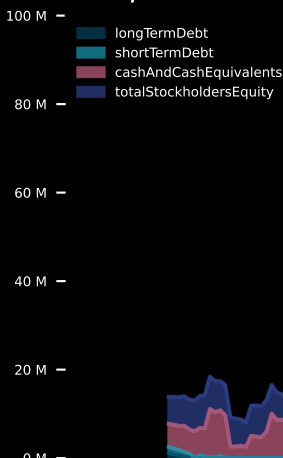 100 M
longTermDebt
shortTermDebt
cashAndCashEquivalents
totalStockholdersEquity
80 M
60 M
40 M
20 M
0 M